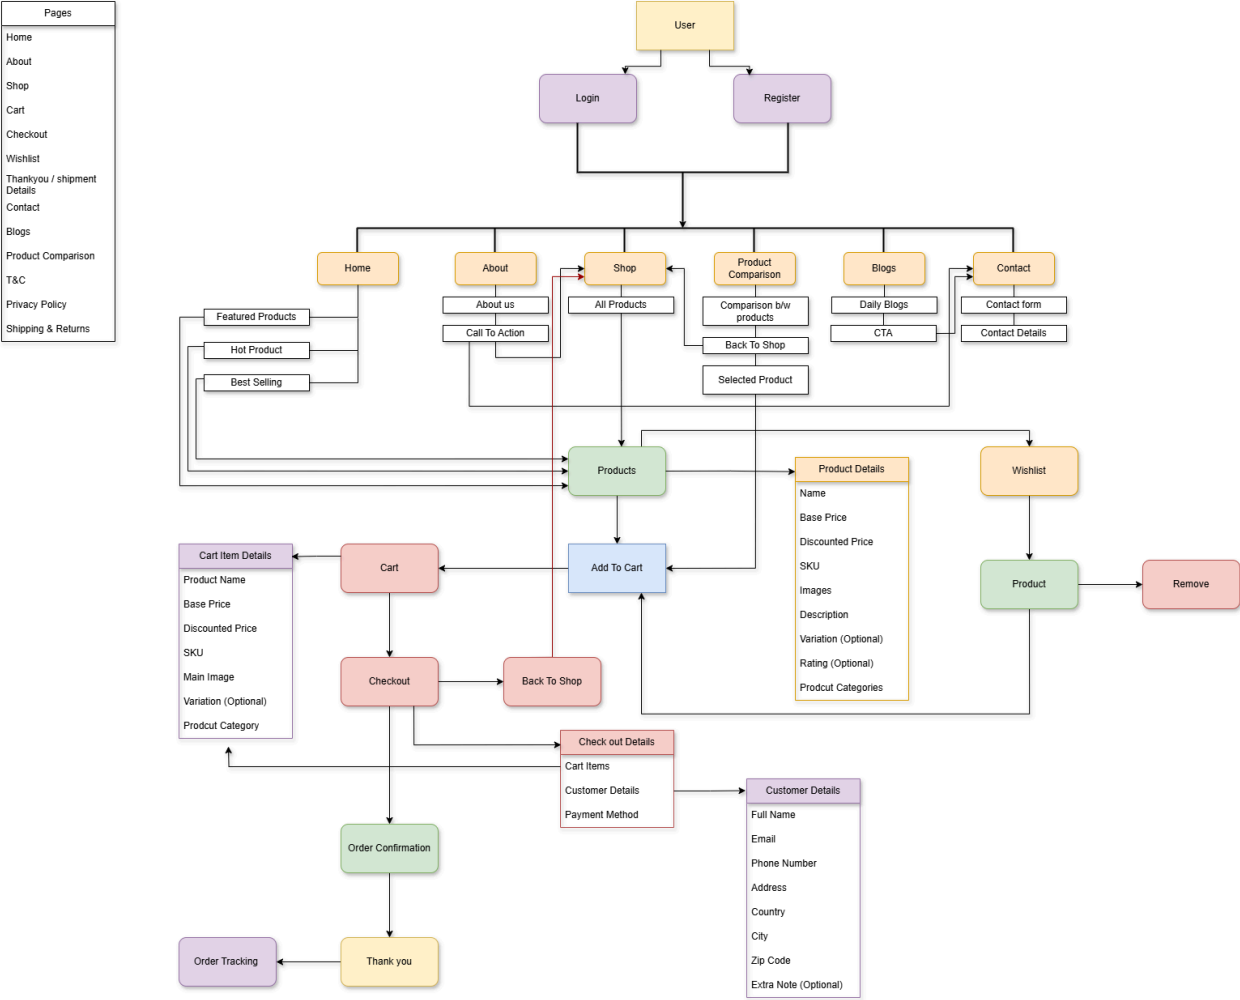 Pages
Home
About
Shop
Cart
Checkout
Wishlist
Thankyou / shipment
Details
Contact
Blogs
Product Comparison
T&C
Privacy Policy
Shipping & Returns
User
Login
Register
Home
About
Shop
Product
Comparison
Blogs
Contact
Featured Products
Hot Product
Best Selling
About us
Call To Action
All Products
Comparison b/w
products
Back To Shop
Selected Product
Daily Blogs
CTA
Contact form
Contact Details
Products
Product Details
Name
Base Price
Discounted Price
SKU
Images
Description
Variation (Optional)
Rating (Optional)
Prodcut Categories
Wishlist
Product
Remove
Add To Cart
Cart
Cart Item Details
Product Name
Base Price
Discounted Price
SKU
Main Image
Variation (Optional)
Prodcut Category
Checkout
Back To Shop
Check out Details
Cart Items
Customer Details
Payment Method
Customer Details
Full Name
Email
Phone Number
Address
Country
City
Zip Code
Extra Note (Optional)
Order Confirmation
Thank you
Order Tracking